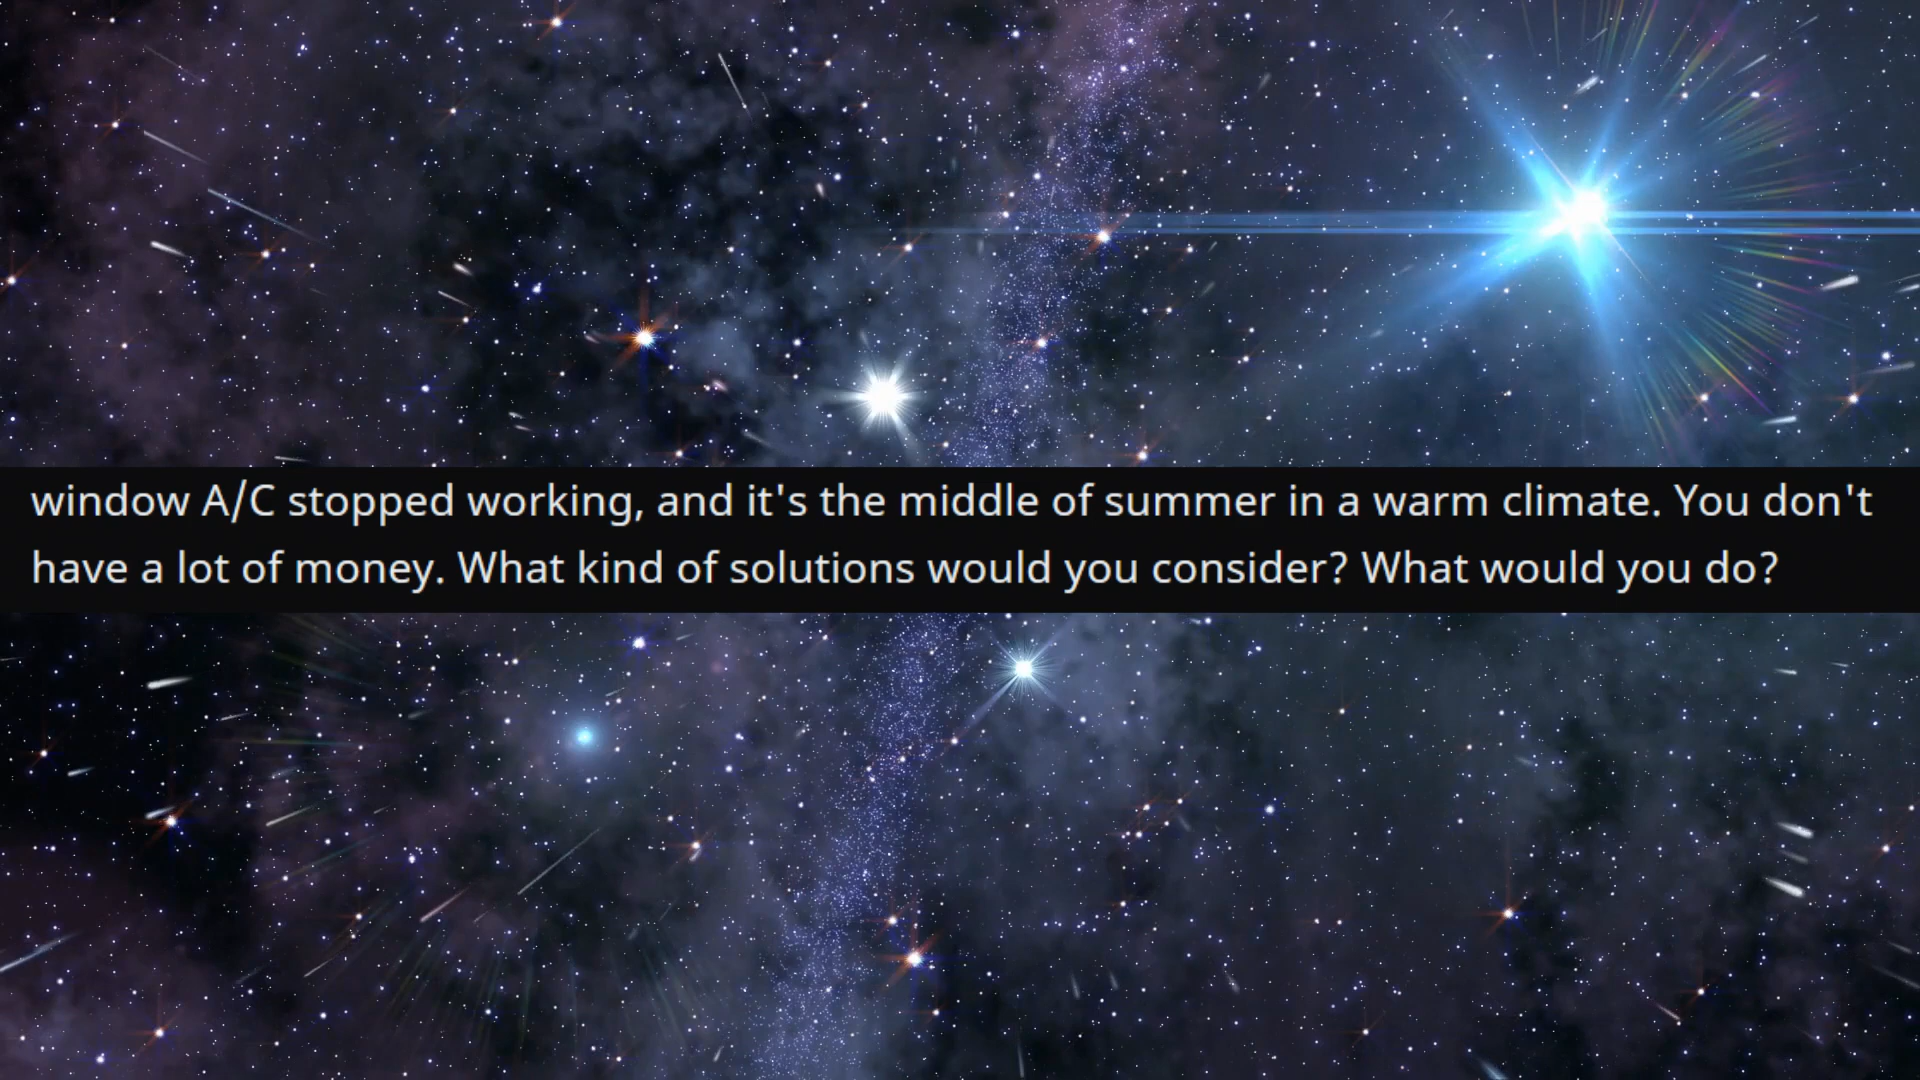 window A/C stopped working, and it's the middle of summer in a warm climate. You don't
have a lot of money. What kind of solutions would you consider? What would you do?